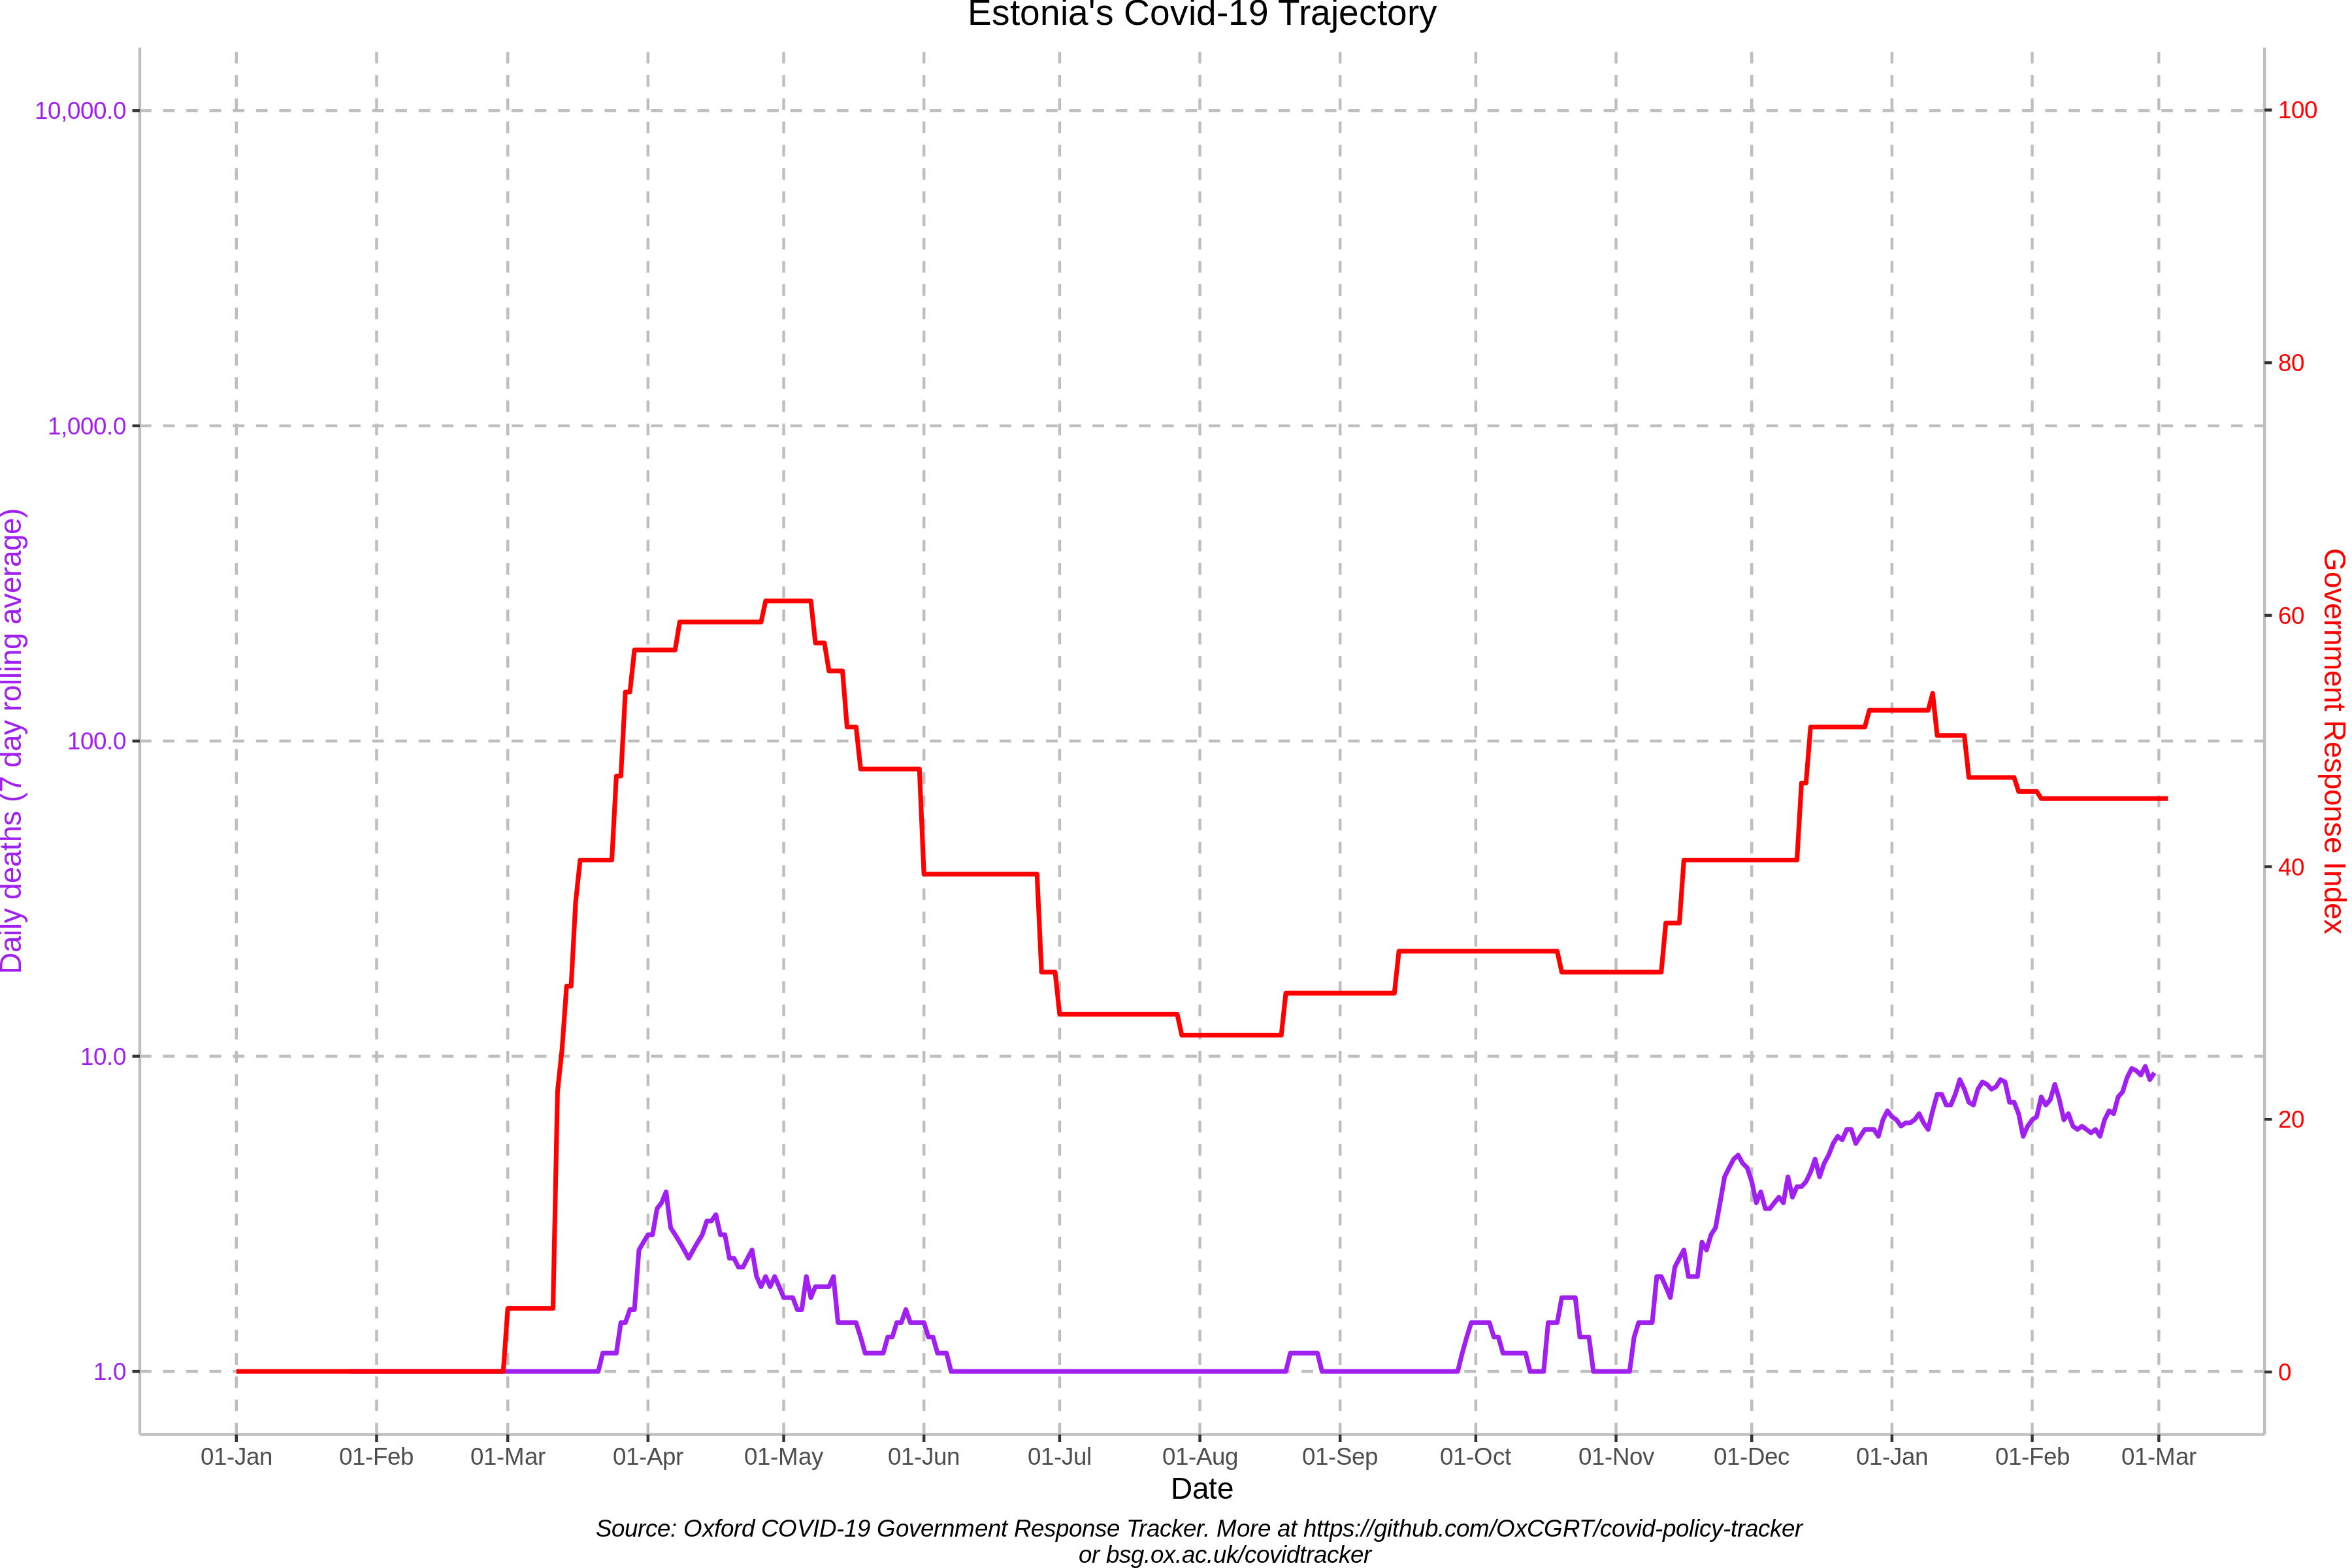 Estonia's Covid-19 Trajectory
10,000.0
1,000.0
100.0
10.0
1.0
Daily deaths (7 day rolling average)
100
80
60
40
20
0
Government Response Index
01-Jan
01-Feb
01-Mar
01-Apr
01-May
01-Jun
01-Jul
01-Aug
01-Sep
01-Oct
01-Nov
01-Dec
01-Jan
01-Feb
01-Mar
Date
Source: Oxford COVID-19 Government Response Tracker. More at https://github.com/OxCGRT/covid-policy-tracker
or bsg.ox.ac.uk/covidtracker